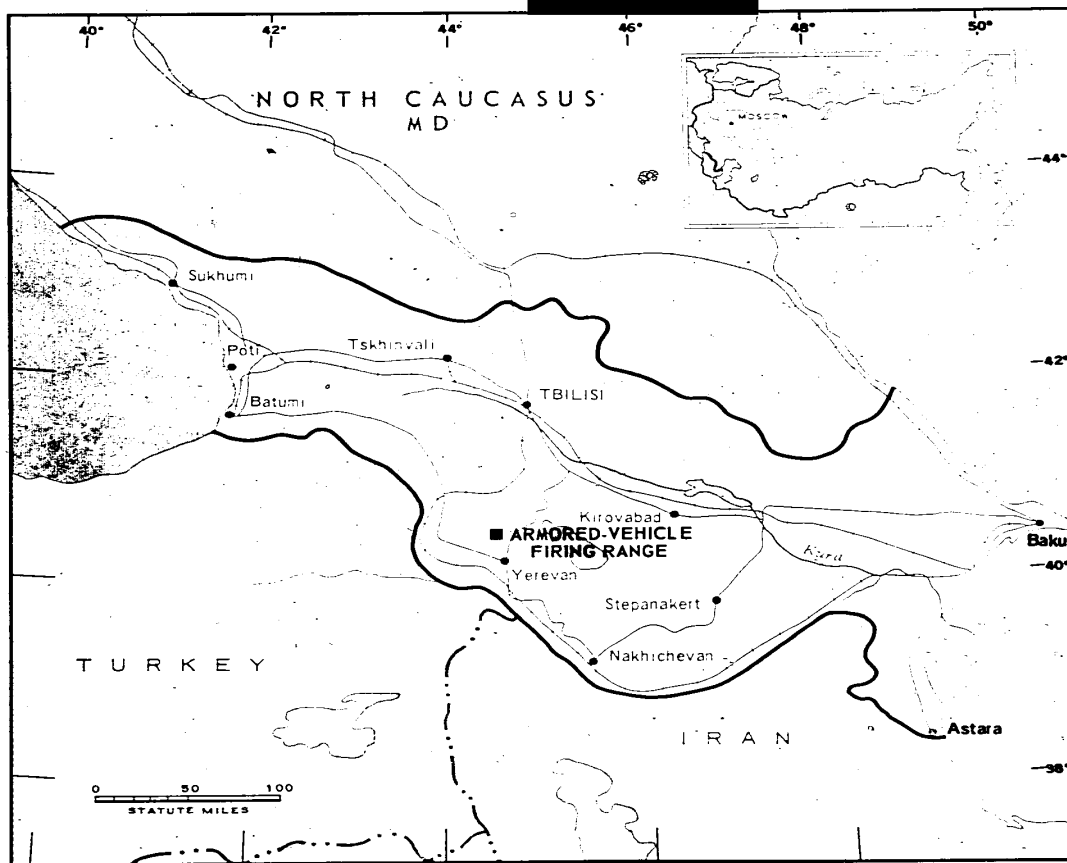 40° 42° 44° 46° 48° 50°
NORTH CAUCASUS
MD
MOSCOW
44°
Sukhumi
42°
Poti
Tskhinvali
TBILISI
Batumi
Kirovabad
ARMORED-VEHICLE
FIRING RANGE
Baku
Kura
40°
Yerevan
Stepanakert
Nakhichevan
TURKEY
IRAN
Astara
38°
0 50 100
STATUTE MILES